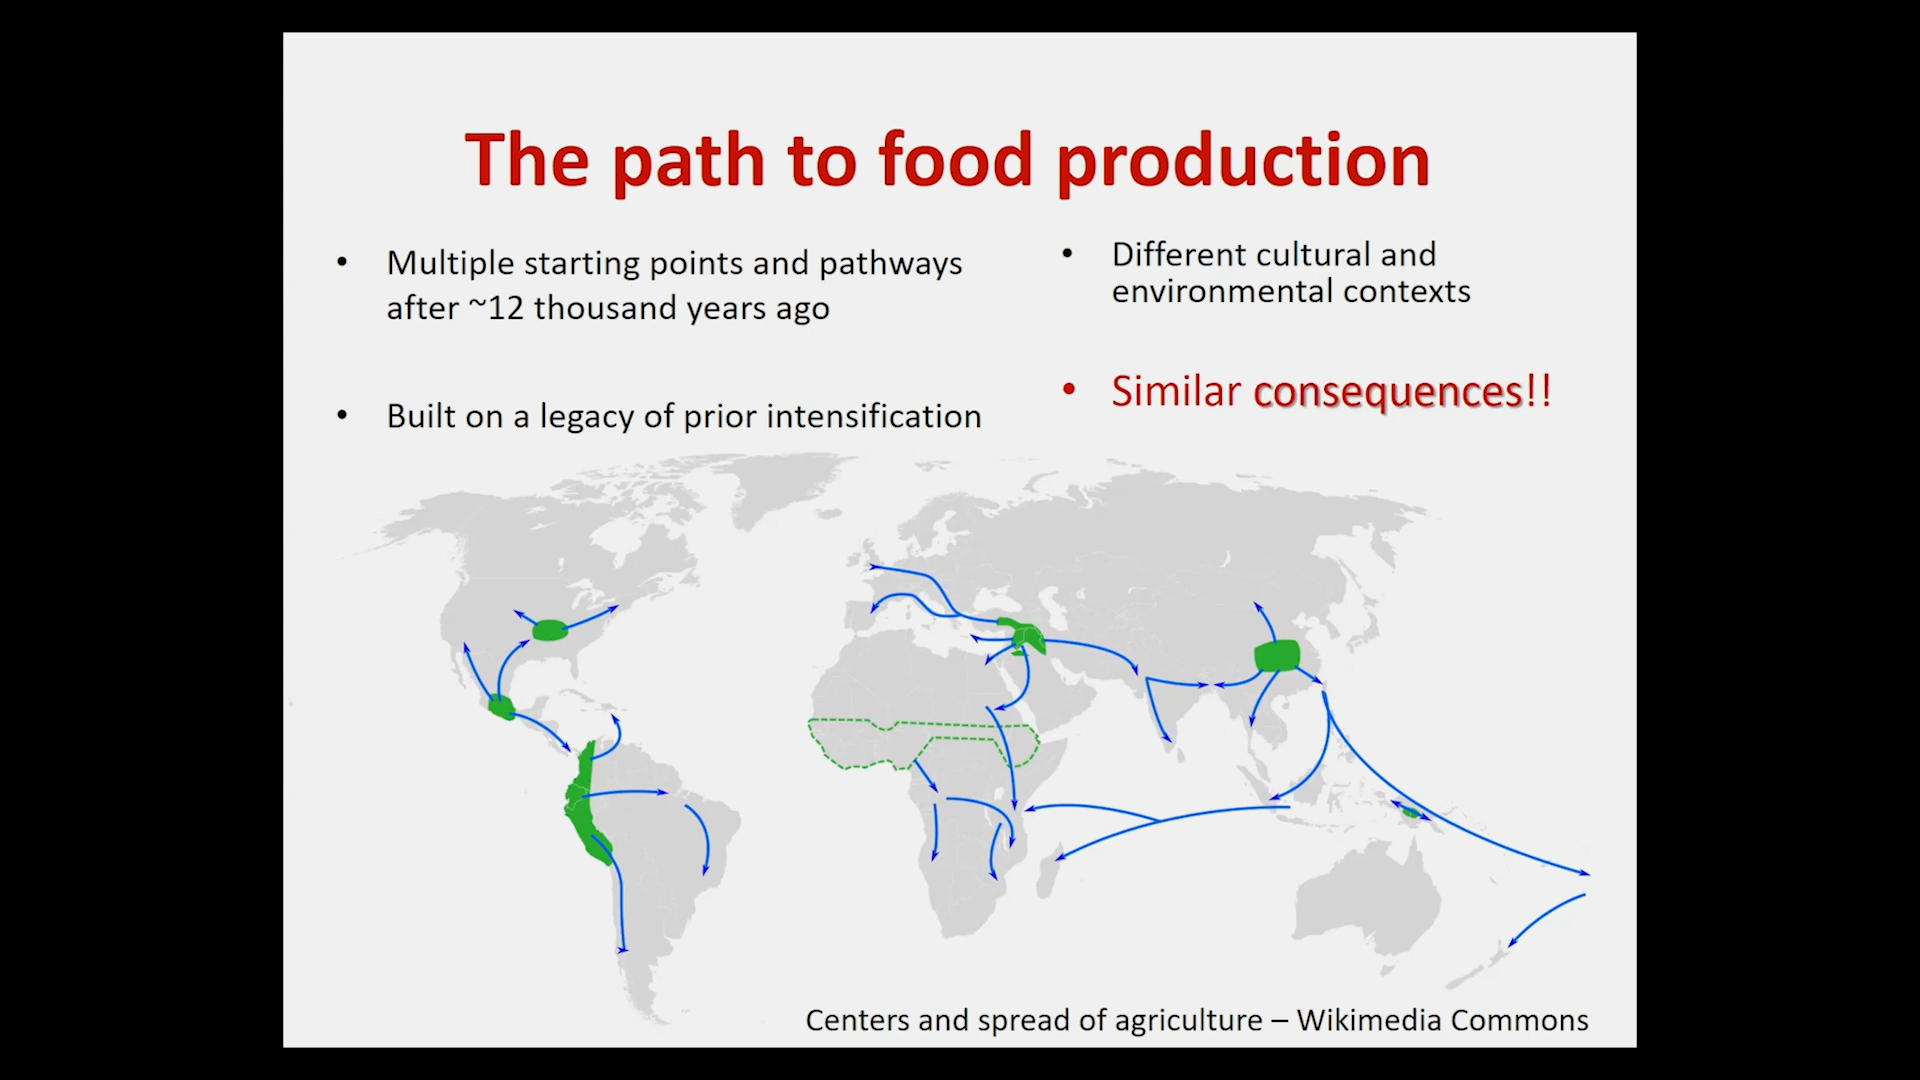 The path to food production
• Multiple starting points and pathways
after ~12 thousand years ago
• Built on a legacy of prior intensification
• Different cultural and
environmental contexts
• Similar consequences!!
Centers and spread of agriculture – Wikimedia Commons